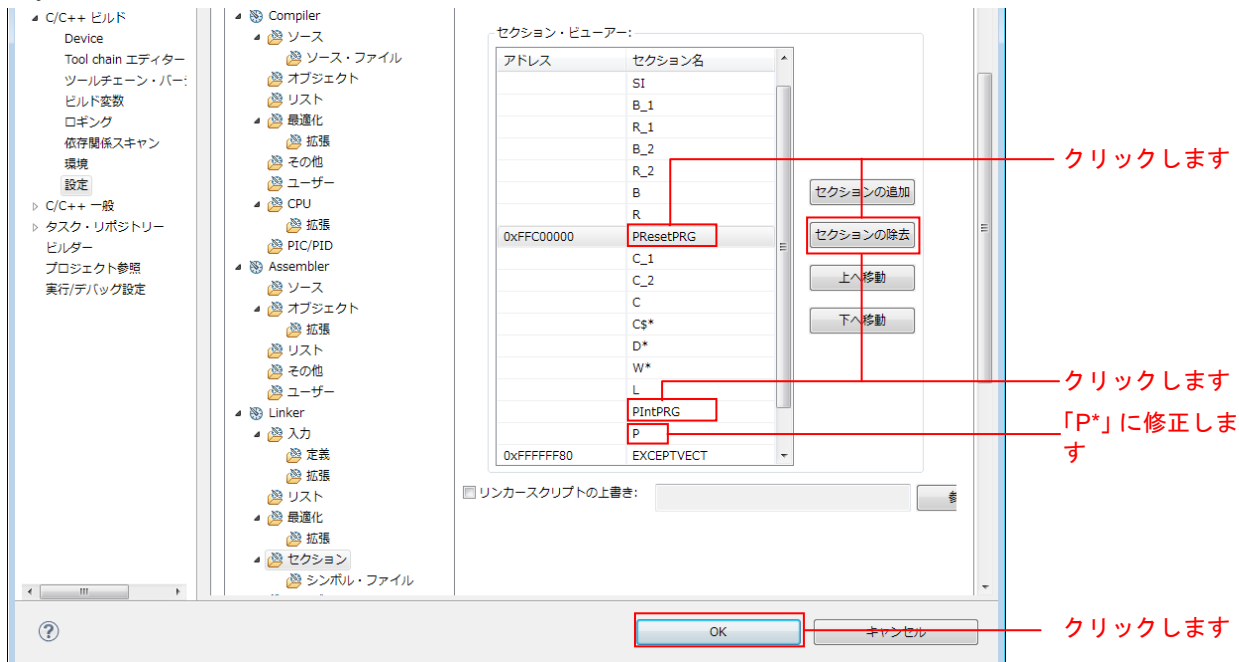 C/C++ ビルド
Device
Tool chain エディター
ツールチェーン・バー
ビルド変数
ロギング
依存関係スキャン
環境
設定
C/C++ 一般
タスク・リポジトリー
ビルダー
プロジェクト参照
実行/デバッグ設定
Compiler
ソース
ソース・ファイル
オブジェクト
リスト
最適化
拡張
その他
ユーザー
CPU
拡張
PIC/PID
Assembler
ソース
オブジェクト
拡張
リスト
その他
ユーザー
Linker
入力
定義
拡張
リスト
最適化
拡張
セクション
シンボル・ファイル
セクション・ビューアー:
アドレス セクション名
SI
B_1
R_1
B_2
R_2
B
R
0xFFC00000 PResetPRG
C_1
C_2
C
C$*
D*
W*
L
PIntPRG
P
0xFFFFFF80 EXCEPTVECT
セクションの追加
セクションの除去
上へ移動
下へ移動
リンカースクリプトの上書き:
OK
キャンセル
クリックします
クリックします
「P*」に修正しま
す
クリックします